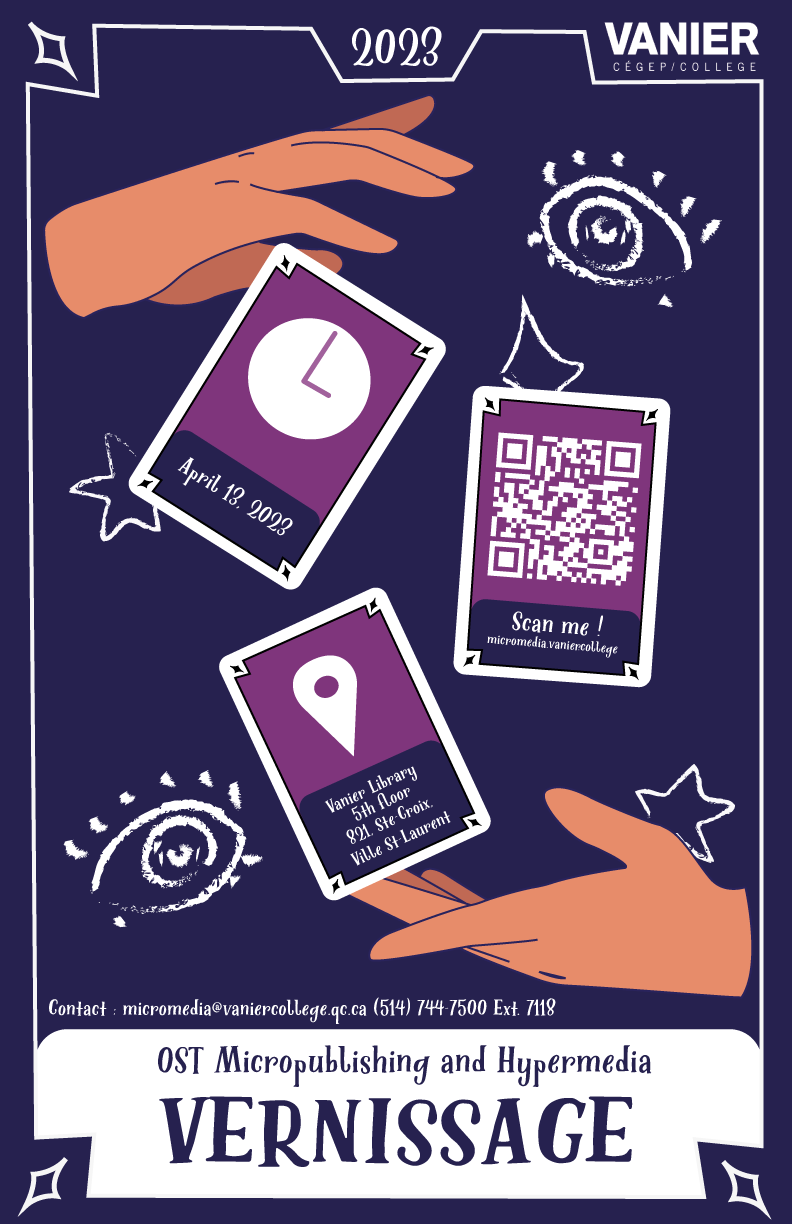 2023
VANIER
CÉGEP/COLLEGE
April 13, 2023
Scan me !
micromedia.vaniercollege
Vanier Library
5th floor
821, Ste-Croix,
Ville St-Laurent
Contact : micromedia@vaniercollege.qc.ca (514) 744-7500 Ext. 7118
OST Micropublishing and Hypermedia
VERNISSAGE